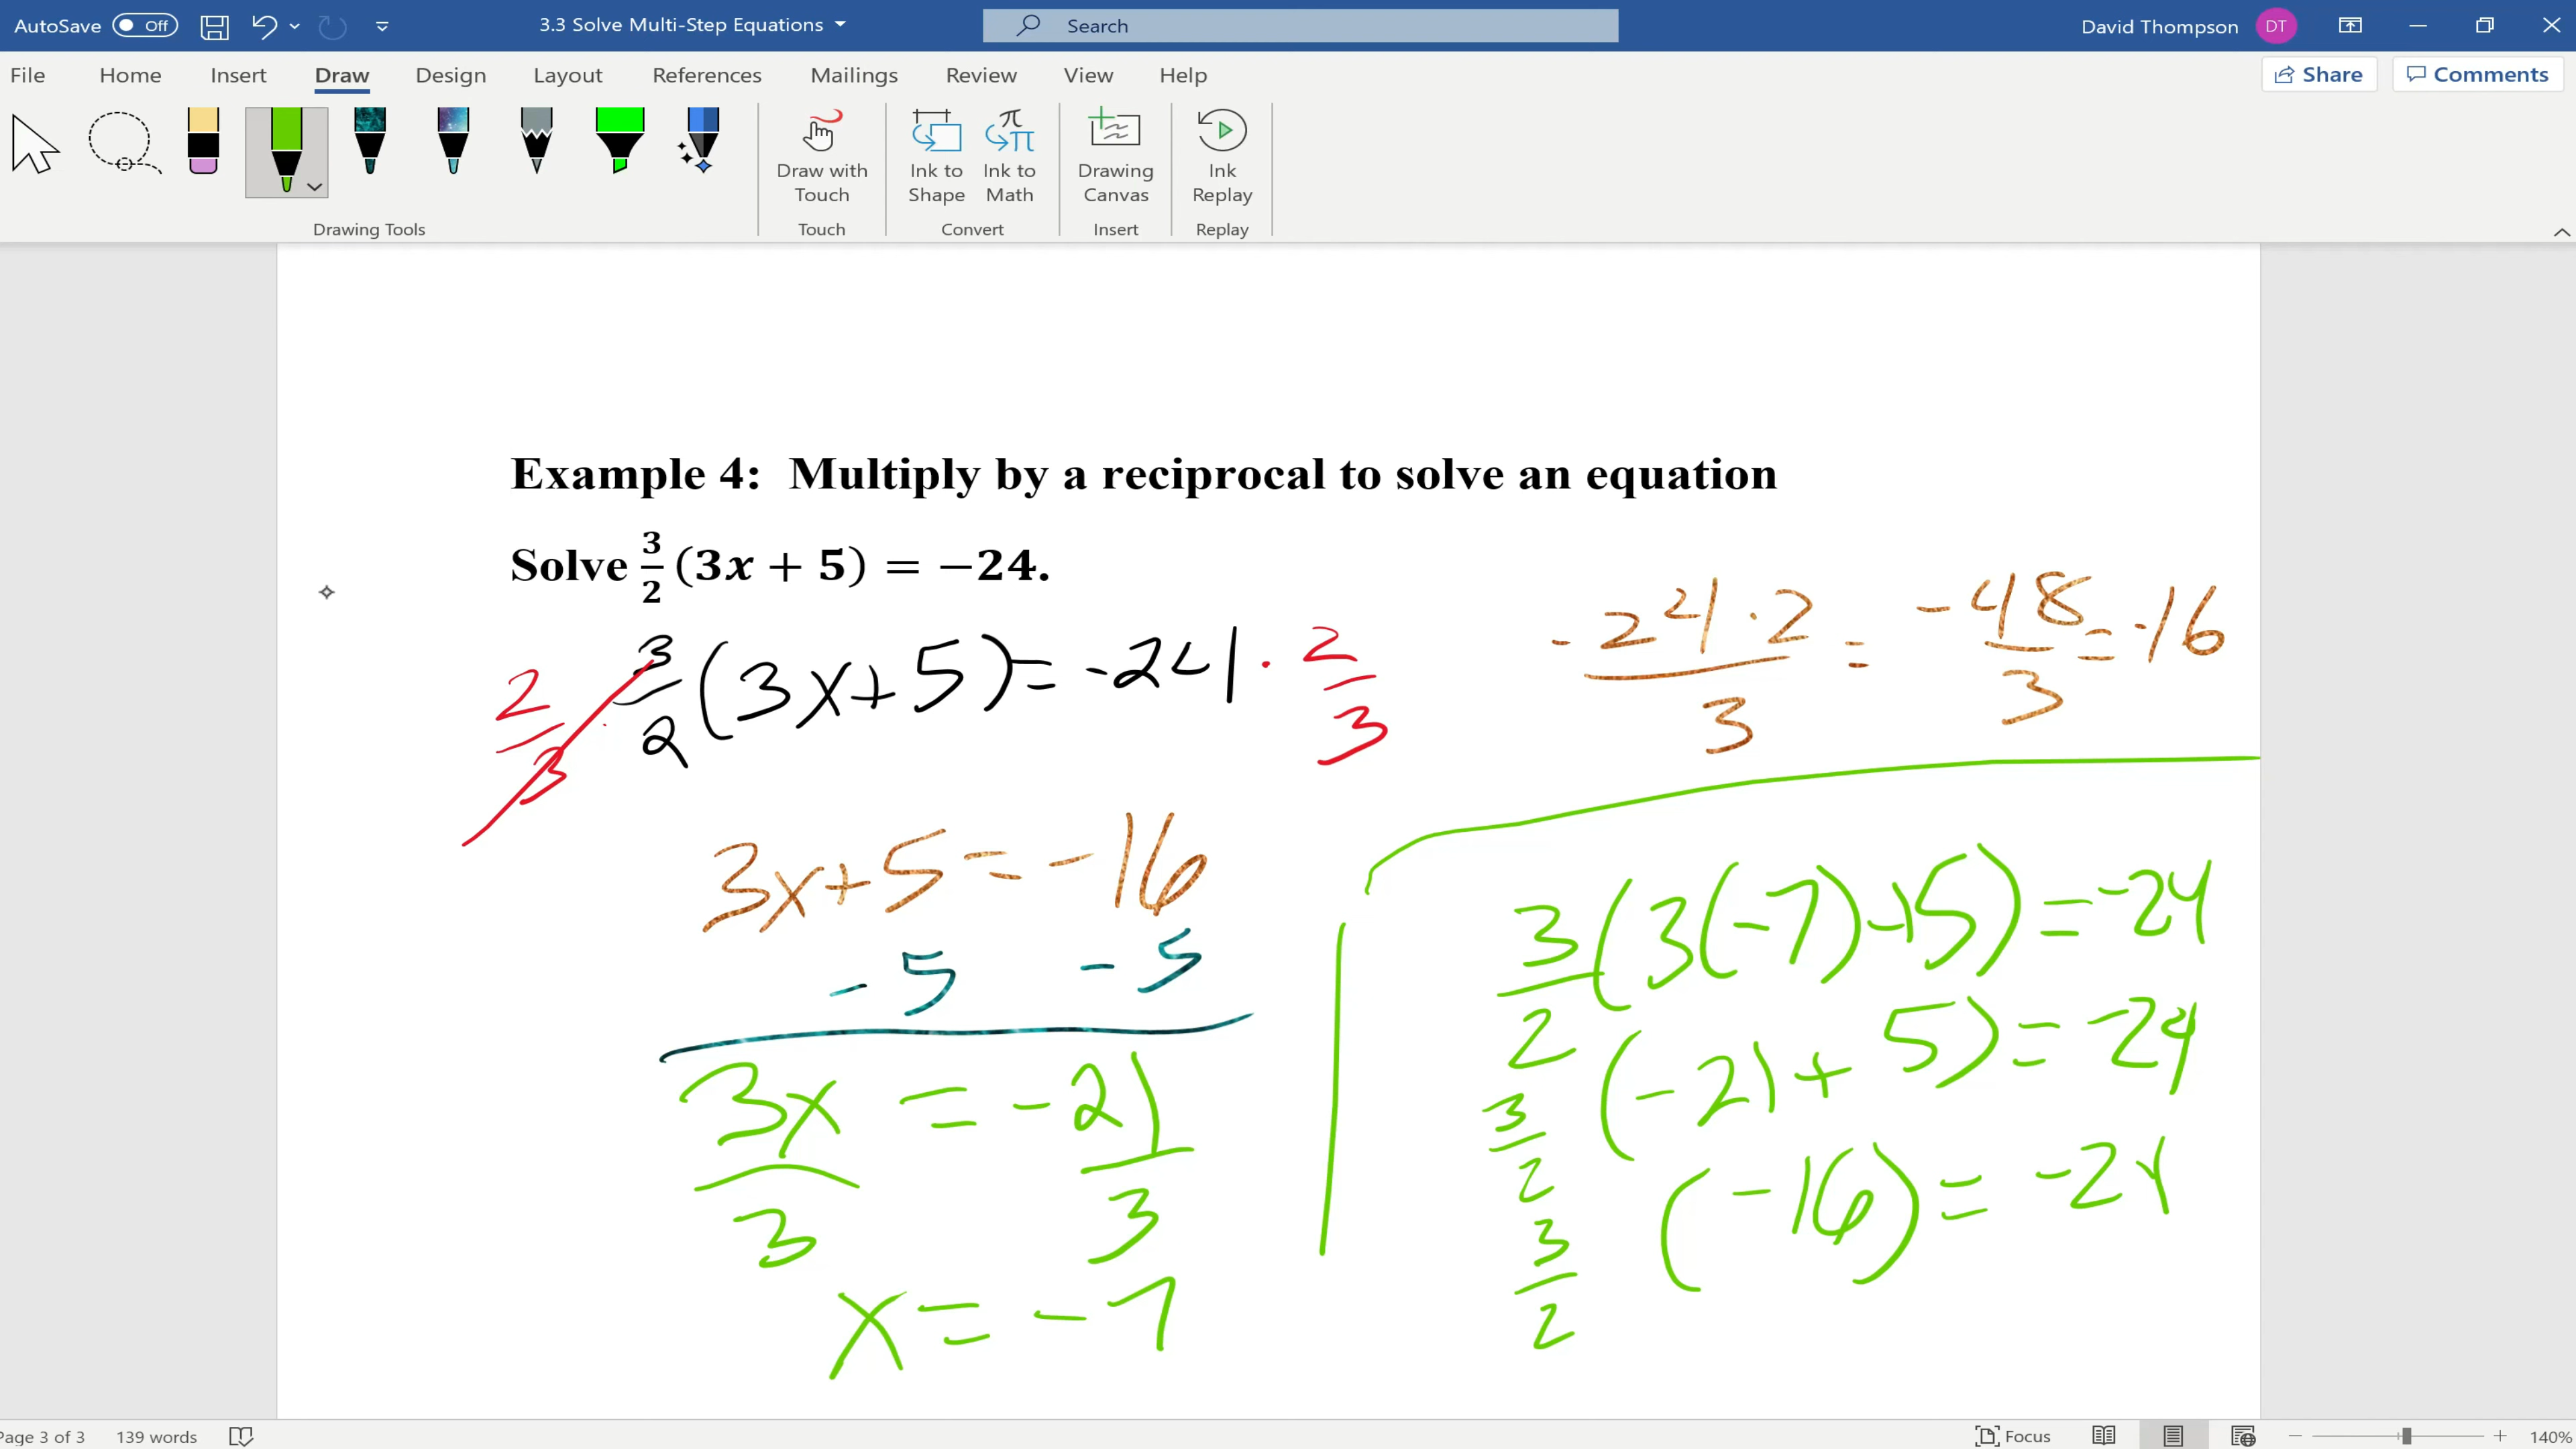 AutoSave Off 3.3 Solve Multi-Step Equations Search David Thompson DT
File Home Insert Draw Design Layout References Mailings Review View Help Share Comments
Draw with Touch Ink to Shape Ink to Math Drawing Canvas Ink Replay
Drawing Tools Touch Convert Insert Replay
Example 4: Multiply by a reciprocal to solve an equation
Solve 3/2 (3x + 5) = −24.
2/3 · 3/2 (3x+5) = -24 · 2/3
-24·2/3 = -48/3 = -16
3x+5 = -16
-5 -5
3x/3 = -21/3
x = -7
3/2 (3(-7)+5) = -24
3/2 (-21+5) = -24
3/2 (-16) = -24
Page 3 of 3 139 words Focus 140%